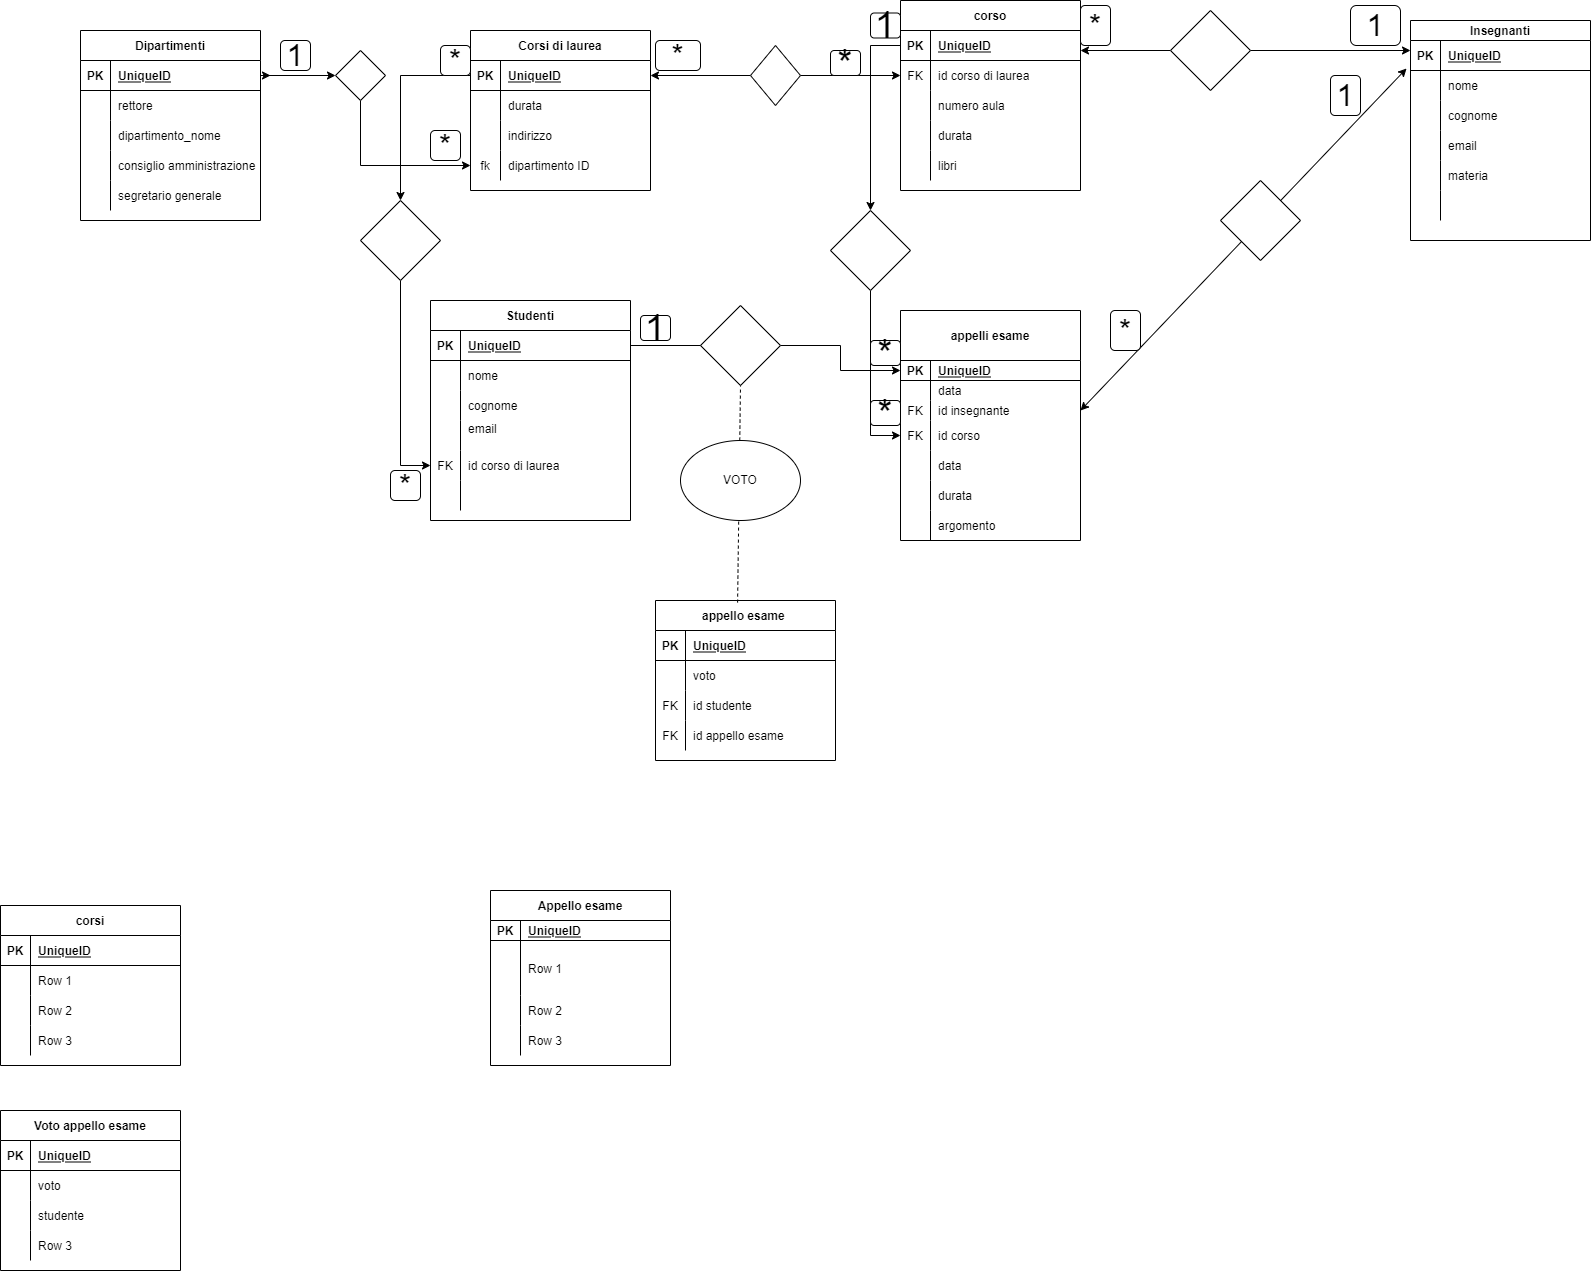 Dipartimenti
PK UniqueID
rettore
dipartimento_nome
consiglio amministrazione
segretario generale
1
*
*
Corsi di laurea
PK UniqueID
durata
indirizzo
fk dipartimento ID
*
*
1
corso
PK UniqueID
FK id corso di laurea
numero aula
durata
libri
*
1
Insegnanti
PK UniqueID
nome
cognome
email
materia
1
*
Studenti
PK UniqueID
nome
cognome
email
FK id corso di laurea
*
1
*
*
appelli esame
PK UniqueID
data
FK id insegnante
FK id corso
data
durata
argomento
VOTO
appello esame
PK UniqueID
voto
FK id studente
FK id appello esame
corsi
PK UniqueID
Row 1
Row 2
Row 3
Appello esame
PK UniqueID
Row 1
Row 2
Row 3
Voto appello esame
PK UniqueID
voto
studente
Row 3